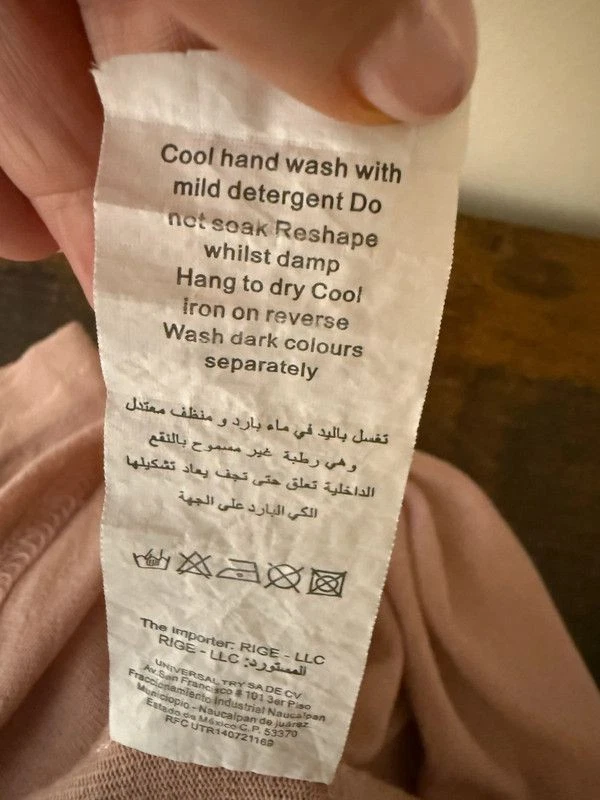 Cool hand wash with
mild detergent Do
not soak Reshape
whilst damp
Hang to dry Cool
iron on reverse
Wash dark colours
separately
تغسل باليد في ماء بارد و منظف معتدل
وهي رطبة غير مسموح بالنقع
الداخلية تعلق حتى تجف يعاد تشكيلها
الكي البارد على الجهة
The importer: RIGE - LLC
RIGE - LLC :المستورد
UNIVERSAL TRY SA DE CV
Av.San Francisco # 101 3er Piso
Fraccionamiento Industrial Naucalpan
Municiopio - Naucalpan de juárez
Estado de México C.P. 53370
RFC UTR140721169